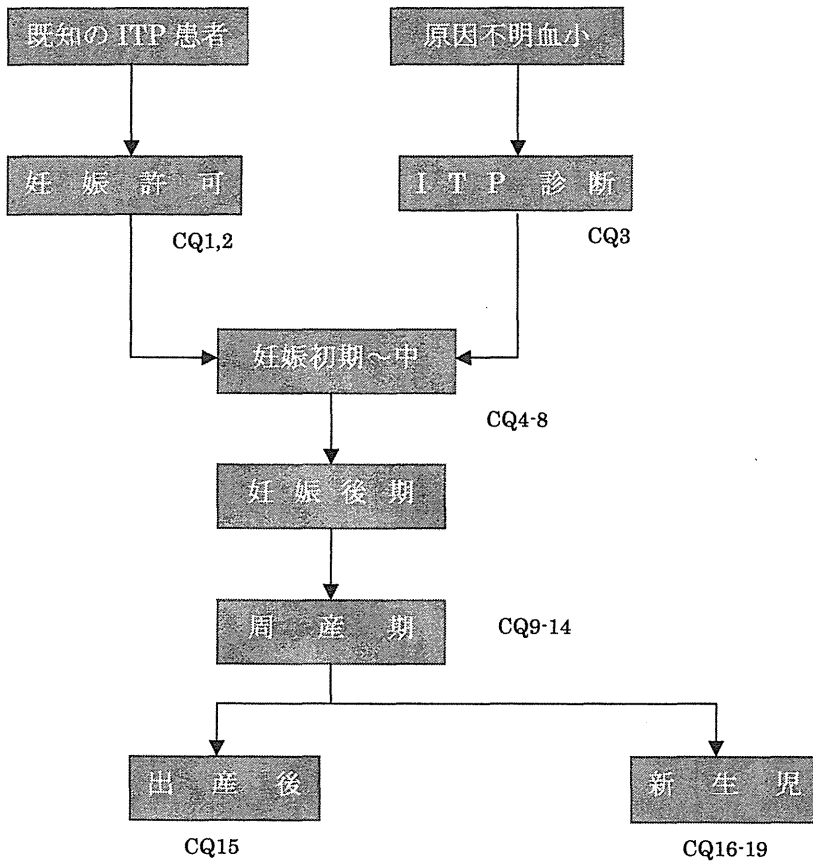 既知の ITP 患者
原因不明血小
妊娠許可
ITP 診断
CQ1,2
CQ3
妊娠初期～中
CQ4-8
妊娠後期
周産期
CQ9-14
出産後
新生児
CQ15
CQ16-19